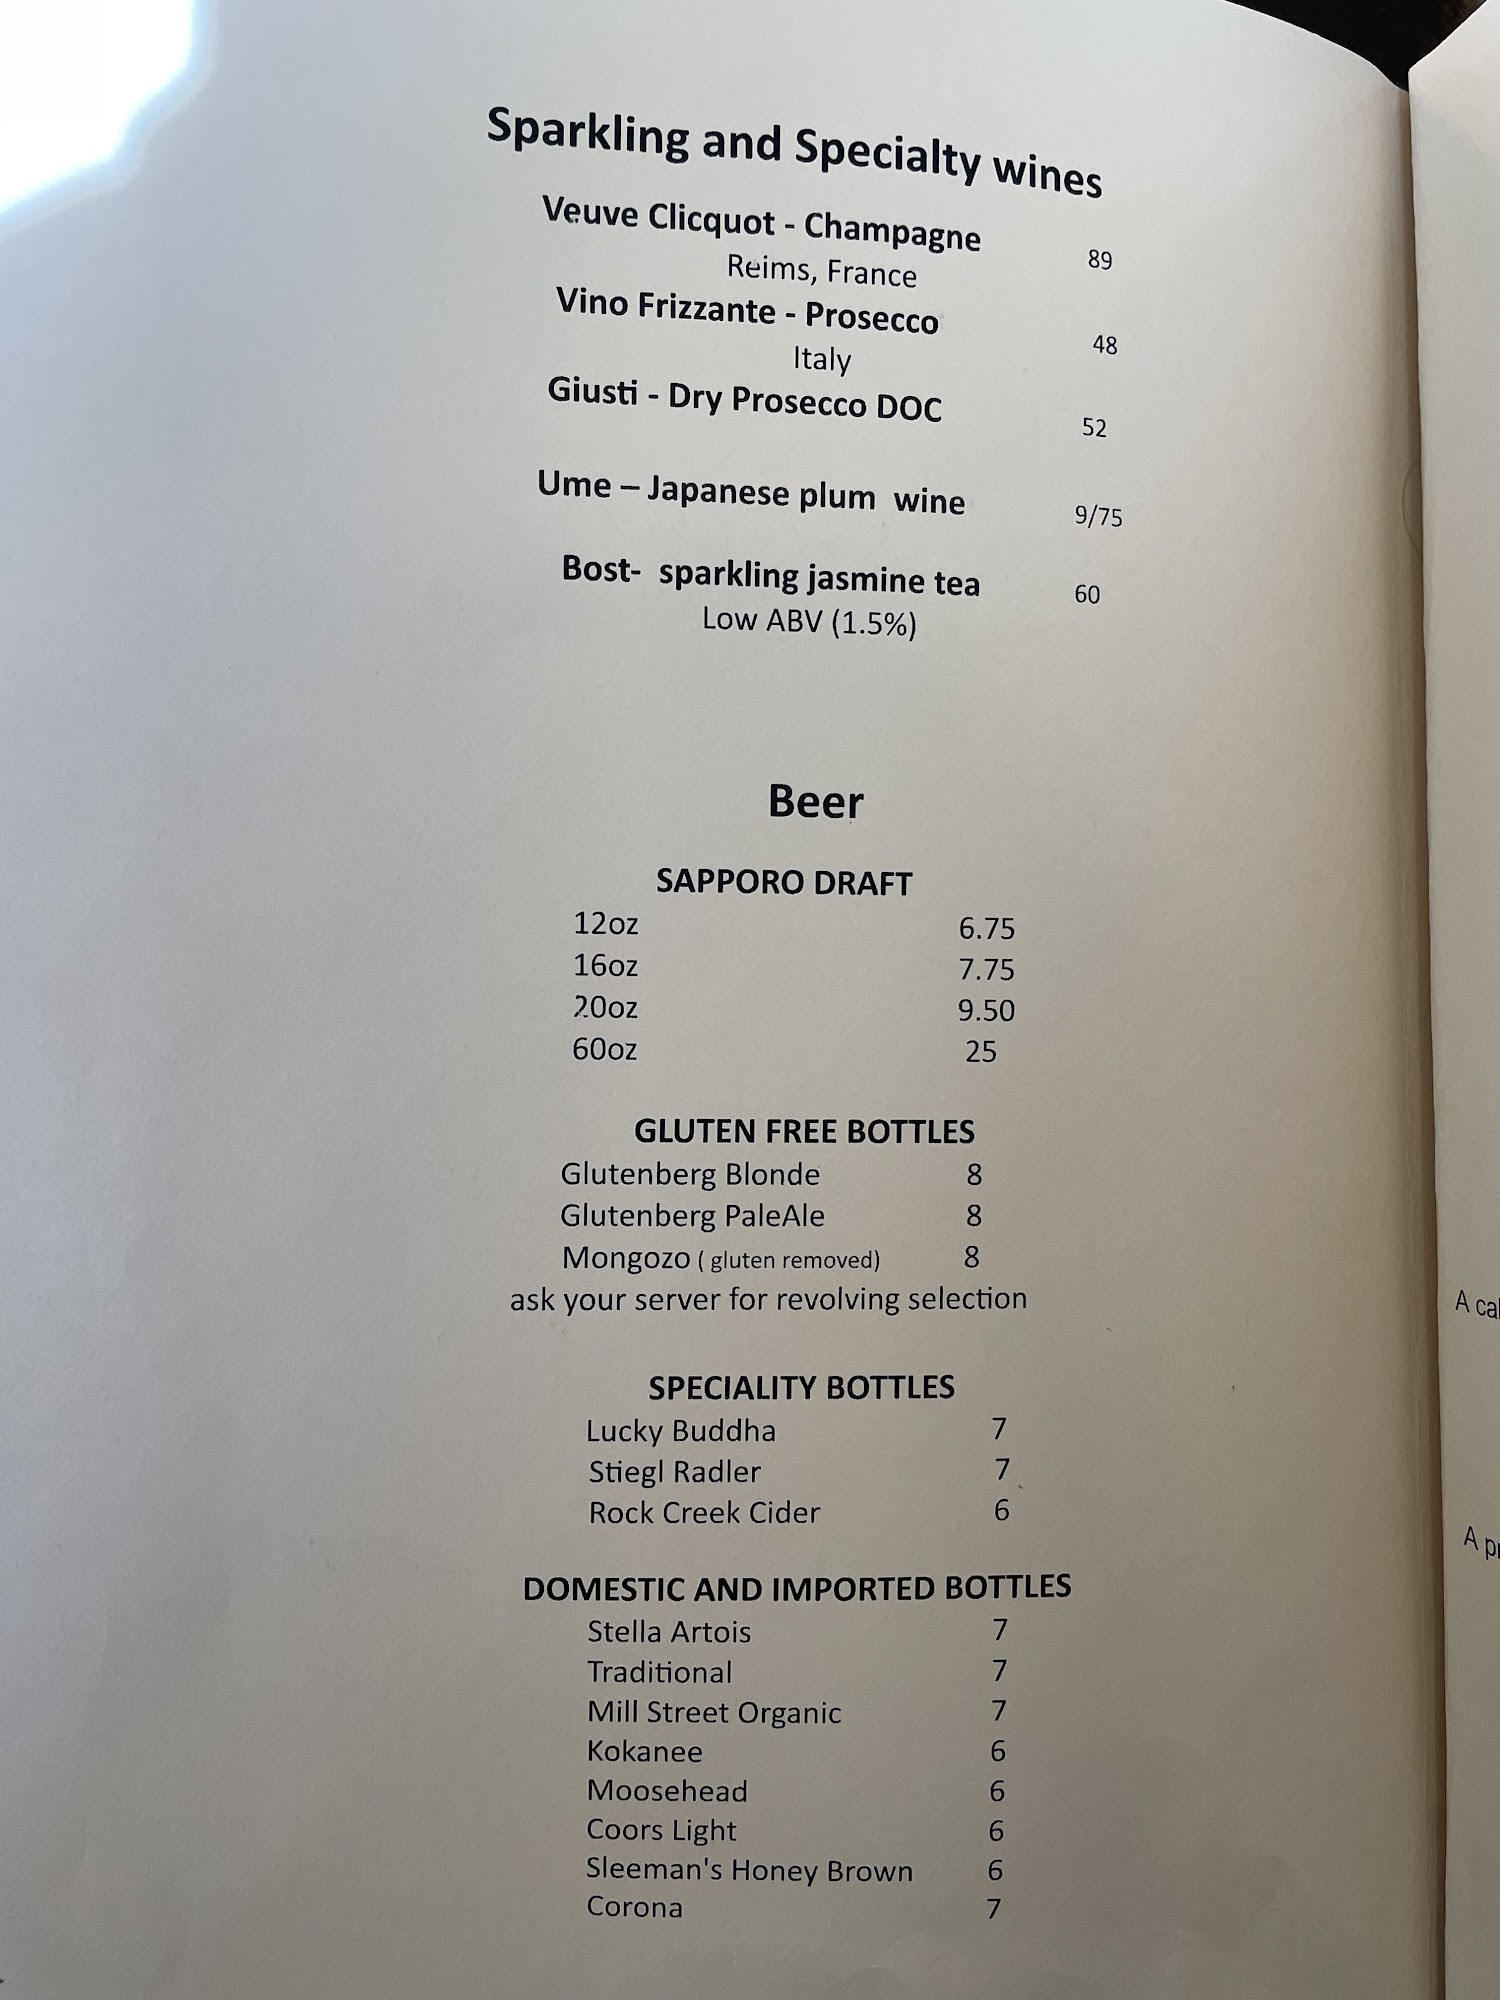 Sparkling and Specialty wines
Veuve Clicquot - Champagne 89
Reims, France
Vino Frizzante - Prosecco 48
Italy
Giusti - Dry Prosecco DOC 52
Ume – Japanese plum wine 9/75
Bost- sparkling jasmine tea 60
Low ABV (1.5%)
Beer
SAPPORO DRAFT
12oz 6.75
16oz 7.75
20oz 9.50
60oz 25
GLUTEN FREE BOTTLES
Glutenberg Blonde 8
Glutenberg PaleAle 8
Mongozo ( gluten removed) 8
ask your server for revolving selection
SPECIALITY BOTTLES
Lucky Buddha 7
Stiegl Radler 7
Rock Creek Cider 6
DOMESTIC AND IMPORTED BOTTLES
Stella Artois 7
Traditional 7
Mill Street Organic 7
Kokanee 6
Moosehead 6
Coors Light 6
Sleeman's Honey Brown 6
Corona 7
A
A